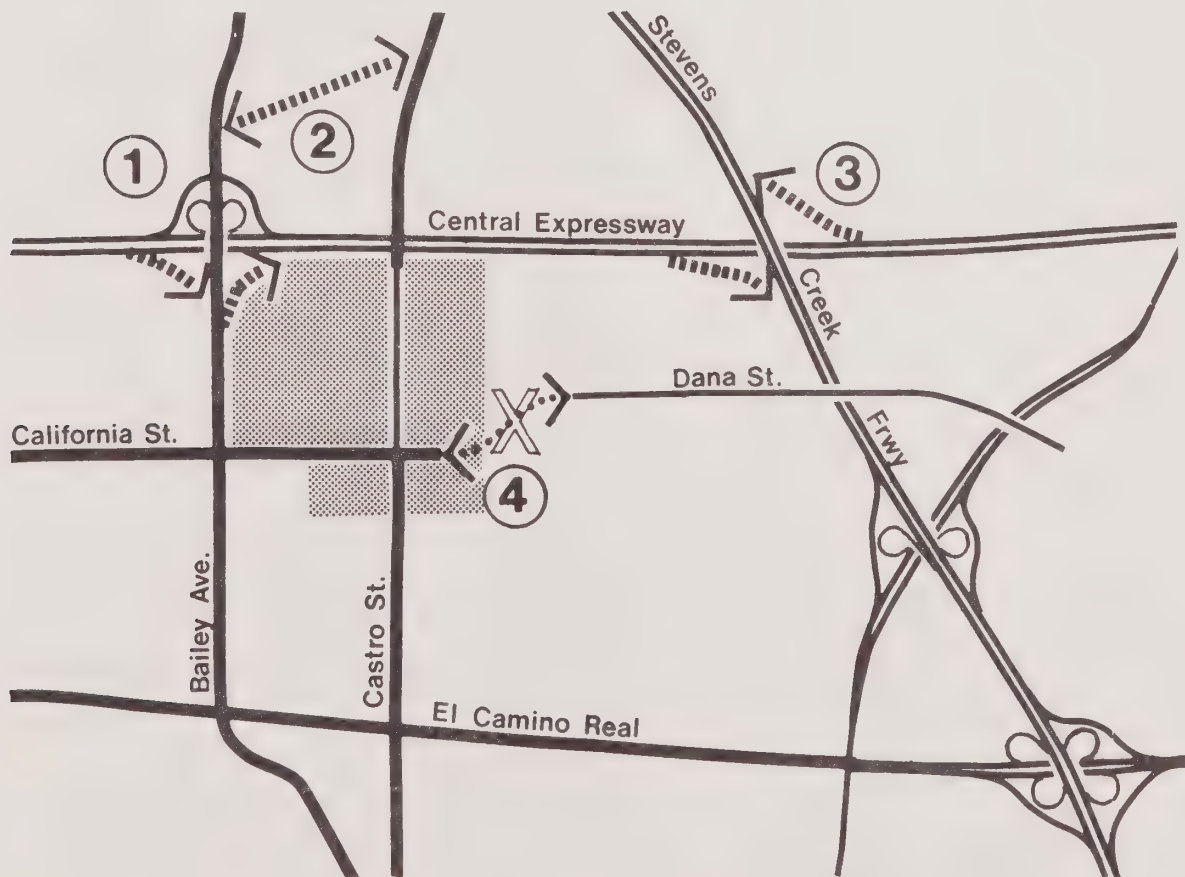 Stevens
2
1
3
Central Expressway
Creek
Dana St.
California St.
X
Frwy
4
Bailey Ave.
Castro St.
El Camino Real